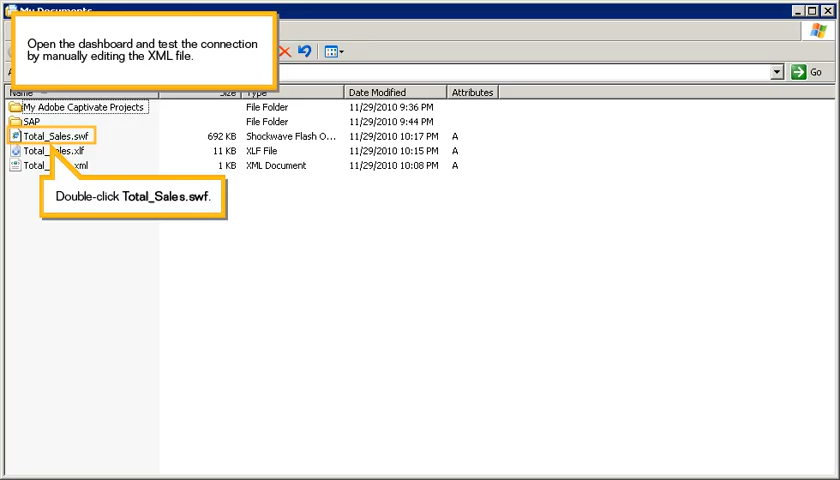 My Documents
Open the dashboard and test the connection
by manually editing the XML file.
Go
Name Size Type Date Modified Attributes
My Adobe Captivate Projects File Folder 11/29/2010 9:36 PM
SAP File Folder 11/29/2010 9:44 PM
Total_Sales.swf 692 KB Shockwave Flash O... 11/29/2010 10:17 PM A
Total_Sales.xlf 11 KB XLF File 11/29/2010 10:15 PM A
Total_ .xml 1 KB XML Document 11/29/2010 10:08 PM A
Double-click Total_Sales.swf.